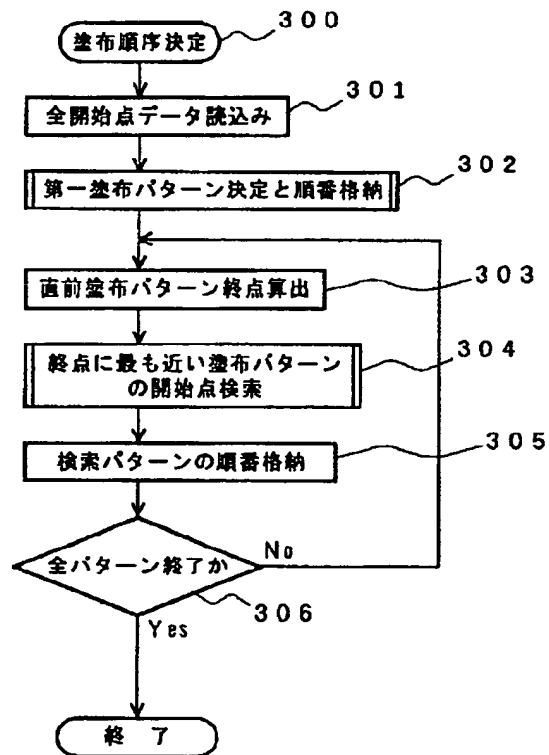 塗布順序決定
300
全開始点データ読込み
301
第一塗布パターン決定と順番格納
302
直前塗布パターン終点算出
303
終点に最も近い塗布パターン
の開始点検索
304
検索パターンの順番格納
305
全パターン終了か
No
306
Yes
終 了